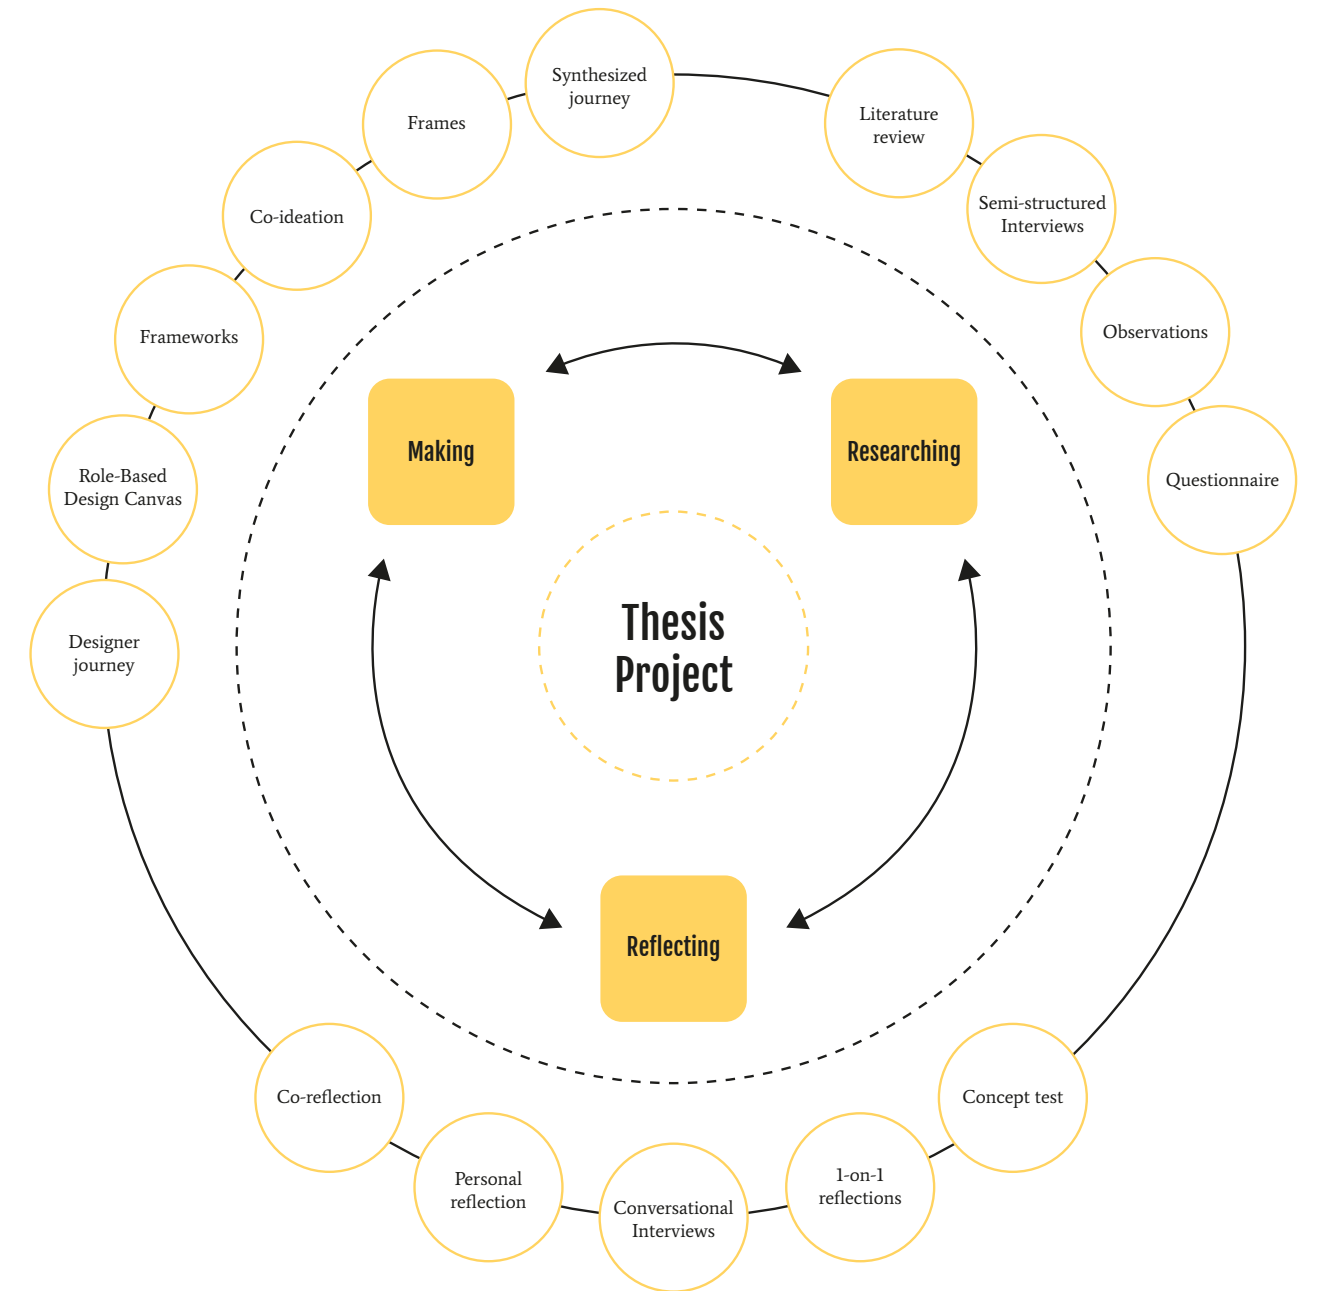 Synthesized
journey
Frames
Literature
review
Co-ideation
Semi-structured
Interviews
Frameworks
Observations
Making
Researching
Role-Based
Design Canvas
Questionnaire
Thesis
Project
Designer
journey
Reflecting
Co-reflection
Concept test
Personal
reflection
Conversational
Interviews
1-on-1
reflections